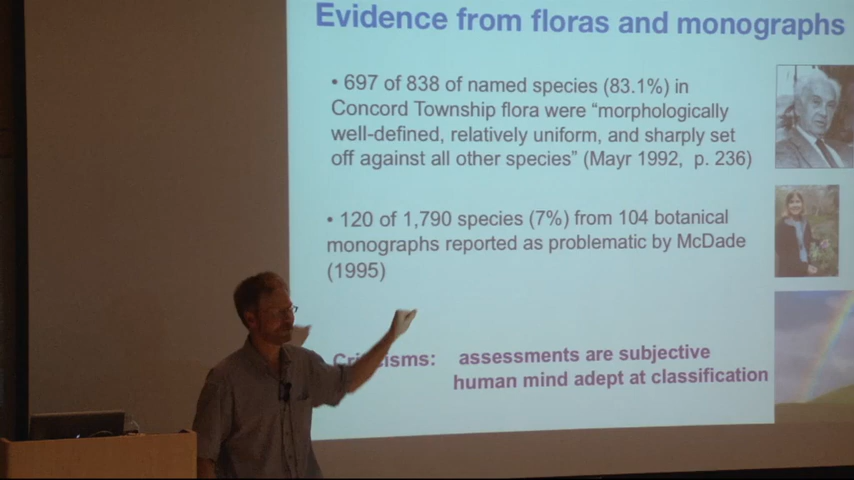 Evidence from floras and monographs
• 697 of 838 of named species (83.1%) in
Concord Township flora were “morphologically
well-defined, relatively uniform, and sharply set
off against all other species” (Mayr 1992, p. 236)
• 120 of 1,790 species (7%) from 104 botanical
monographs reported as problematic by McDade
(1995)
Criticisms: assessments are subjective
human mind adept at classification